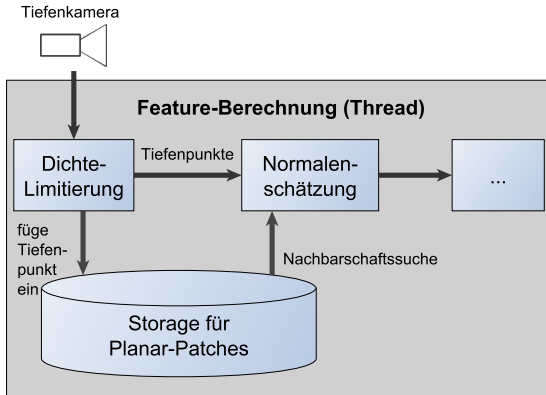 Tiefenkamera
Feature-Berechnung (Thread)
Dichte-
Limitierung
Tiefenpunkte
Normalen-
schätzung
...
füge
Tiefen-
punkt
ein
Nachbarschaftssuche
Storage für
Planar-Patches